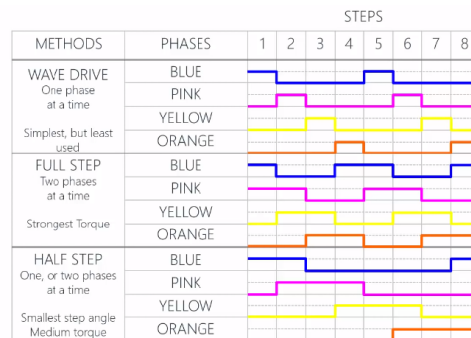 STEPS
METHODS PHASES 1 2 3 4 5 6 7 8
WAVE DRIVE BLUE
One phase
at a time PINK
YELLOW
Simplest, but least
used ORANGE
FULL STEP BLUE
Two phases
at a time PINK
YELLOW
Strongest Torque
ORANGE
HALF STEP BLUE
One, or two phases
at a time PINK
YELLOW
Smallest step angle
Medium torque ORANGE